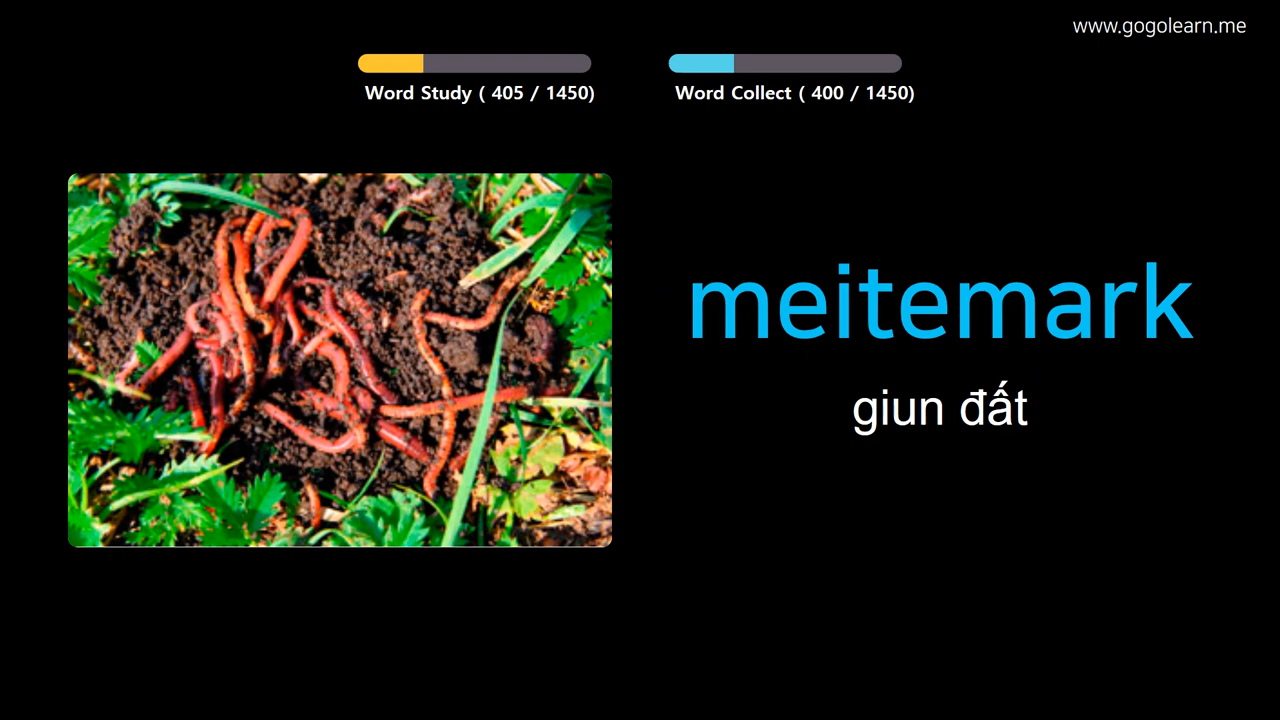 www.gogolearn.me
Word Study ( 405 / 1450)
Word Collect ( 400 / 1450)
meitemark
giun đất